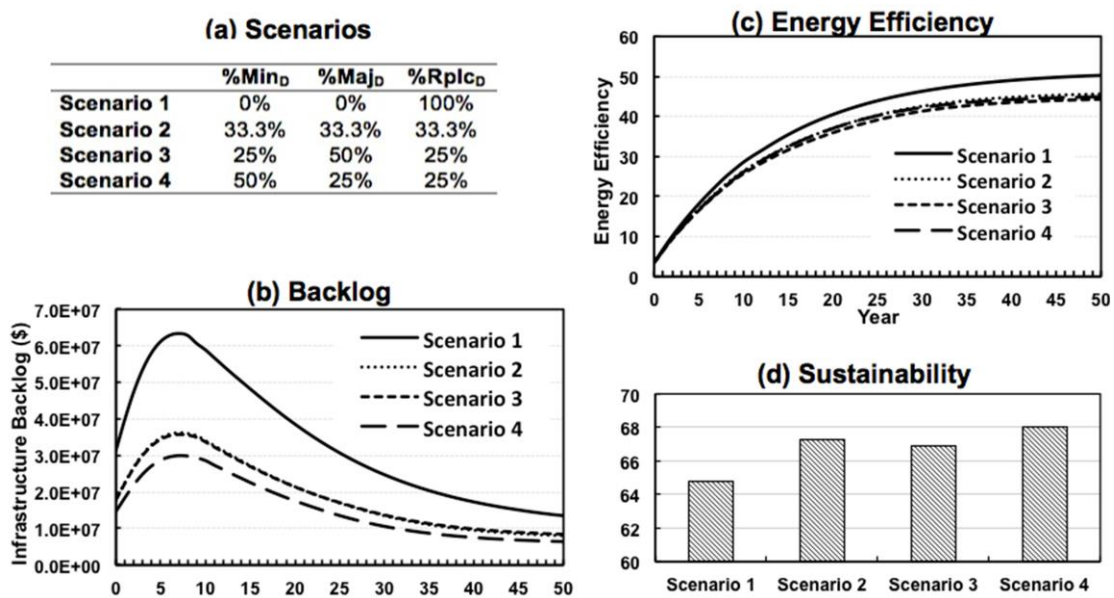 (a) Scenarios
%MinD %MajD %RplcD
Scenario 1 0% 0% 100%
Scenario 2 33.3% 33.3% 33.3%
Scenario 3 25% 50% 25%
Scenario 4 50% 25% 25%
(c) Energy Efficiency
Energy Efficiency
60
50
40
30
20
10
0
Scenario 1
Scenario 2
Scenario 3
Scenario 4
0 5 10 15 20 25 30 35 40 45 50
Year
(b) Backlog
Infrastructure Backlog ($)
7.0E+07
6.0E+07
5.0E+07
4.0E+07
3.0E+07
2.0E+07
1.0E+07
0.0E+00
Scenario 1
Scenario 2
Scenario 3
Scenario 4
0 5 10 15 20 25 30 35 40 45 50
(d) Sustainability
70
68
66
64
62
60
Scenario 1 Scenario 2 Scenario 3 Scenario 4